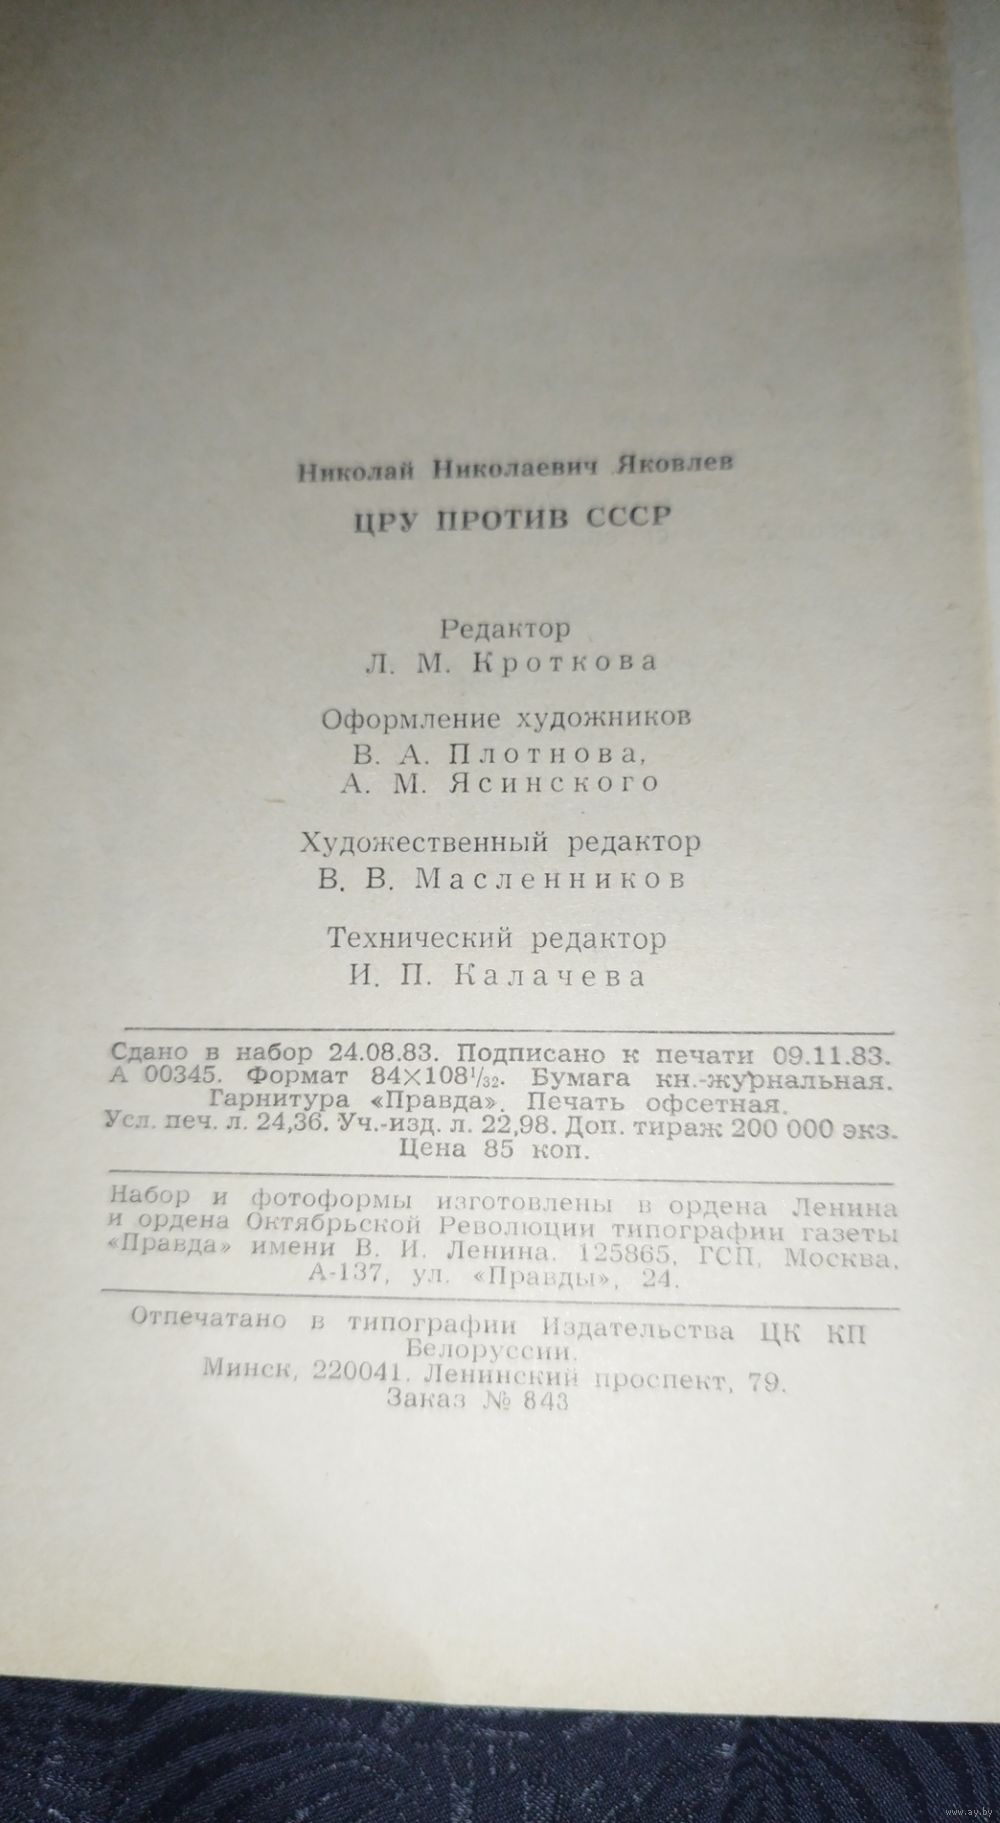 Николай Николаевич Яковлев
ЦРУ ПРОТИВ СССР
Редактор
Л. М. Кроткова
Оформление художников
В. А. Плотнова,
А. М. Ясинского
Художественный редактор
В. В. Масленников
Технический редактор
И. П. Калачева
Сдано в набор 24.08.83. Подписано к печати 09.11.83.
А 00345. Формат 84×108¹/₃₂. Бумага кн.-журнальная.
Гарнитура «Правда». Печать офсетная.
Усл. печ. л. 24,36. Уч.-изд. л. 22,98. Доп. тираж 200 000 экз.
Цена 85 коп.
Набор и фотоформы изготовлены в ордена Ленина
и ордена Октябрьской Революции типографии газеты
«Правда» имени В. И. Ленина. 125865, ГСП, Москва,
А-137, ул. «Правды», 24.
Отпечатано в типографии Издательства ЦК КП
Белоруссии.
Минск, 220041. Ленинский проспект, 79.
Заказ № 843
www.ay.by